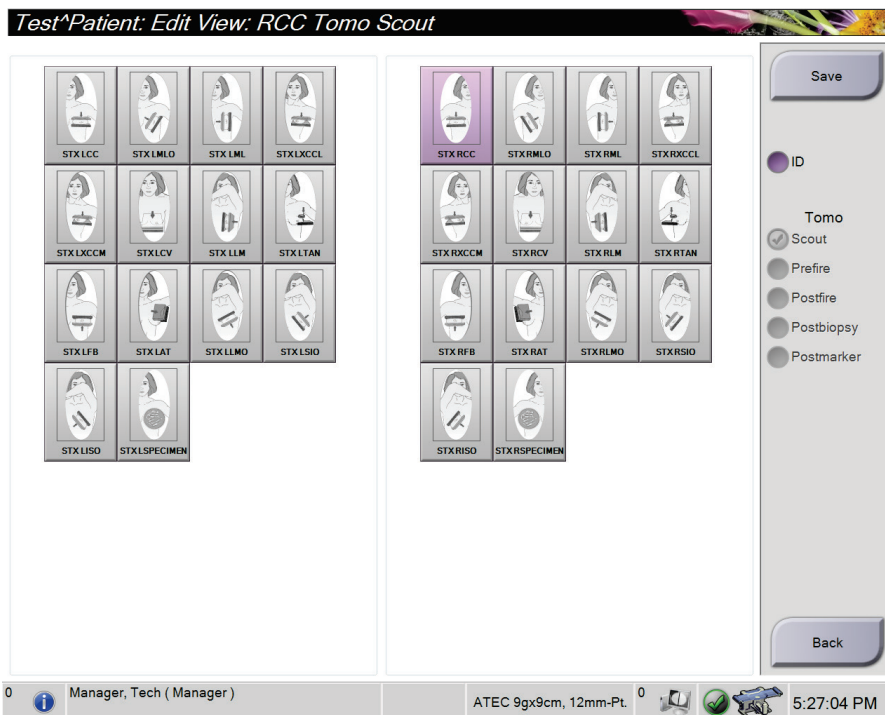 Test^Patient: Edit View: RCC Tomo Scout
STX LCC STX LMLO STX LML STX LXCCL
STX LXCCM STX LCV STX LLM STX LTAN
STX LFB STX LAT STX LLMO STX LSIO
STX LISO STX LSPECIMEN
STX RCC STX RMLO STX RML STX RXCCL
STX RXCCM STX RCV STX RLM STX RTAN
STX RFB STX RAT STX RLMO STX RSIO
STX RISO STX RSPECIMEN
Save
ID
Tomo
Scout
Prefire
Postfire
Postbiopsy
Postmarker
Back
0 Manager, Tech ( Manager ) ATEC 9gx9cm, 12mm-Pt. 0 5:27:04 PM